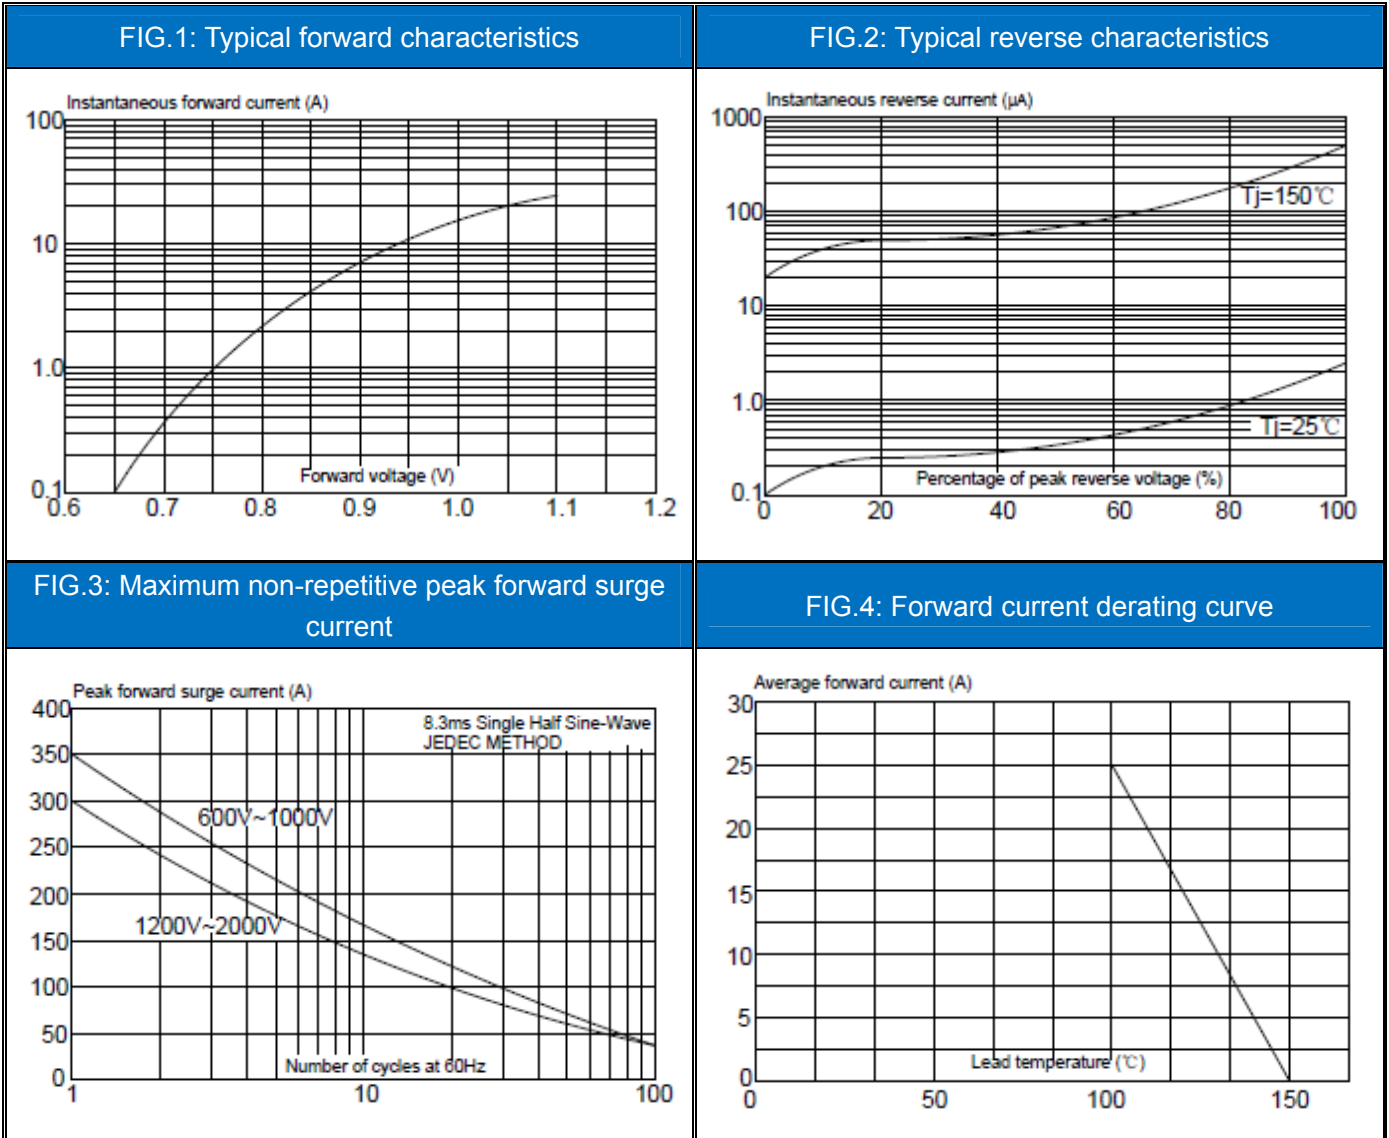 FIG.1: Typical forward characteristics
Instantaneous forward current (A)
100
10
1.0
0.1
Forward voltage (V)
0.6 0.7 0.8 0.9 1.0 1.1 1.2
FIG.2: Typical reverse characteristics
Instantaneous reverse current (μA)
1000
Tj=150℃
100
10
1.0
Tj=25℃
Percentage of peak reverse voltage (%)
0.1
0 20 40 60 80 100
FIG.3: Maximum non-repetitive peak forward surge
current
Peak forward surge current (A)
400
8.3ms Single Half Sine-Wave
JEDEC METHOD
350
300
600V~1000V
250
200
1200V~2000V
150
100
50
Number of cycles at 60Hz
0
1 10 100
FIG.4: Forward current derating curve
Average forward current (A)
30
25
20
15
10
5
Lead temperature (℃)
0
0 50 100 150